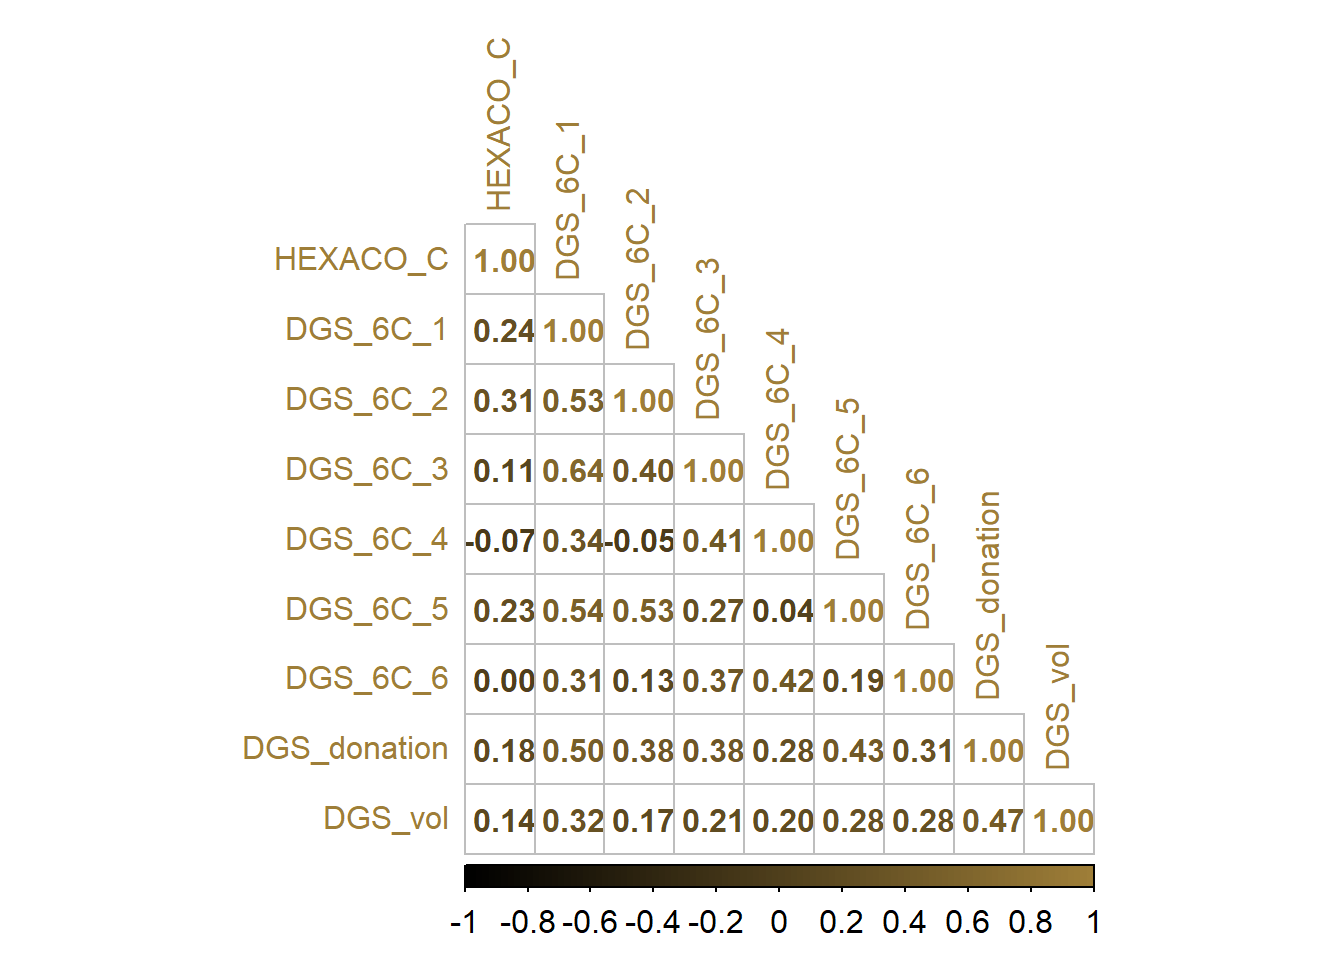 HEXACO_C
DGS_6C_1
DGS_6C_2
DGS_6C_3
DGS_6C_4
DGS_6C_5
DGS_6C_6
DGS_donation
DGS_vol
HEXACO_C 1.00
DGS_6C_1 0.24 1.00
DGS_6C_2 0.31 0.53 1.00
DGS_6C_3 0.11 0.64 0.40 1.00
DGS_6C_4 -0.07 0.34 -0.05 0.41 1.00
DGS_6C_5 0.23 0.54 0.53 0.27 0.04 1.00
DGS_6C_6 0.00 0.31 0.13 0.37 0.42 0.19 1.00
DGS_donation 0.18 0.50 0.38 0.38 0.28 0.43 0.31 1.00
DGS_vol 0.14 0.32 0.17 0.21 0.20 0.28 0.28 0.47 1.00
-1 -0.8 -0.6 -0.4 -0.2 0 0.2 0.4 0.6 0.8 1